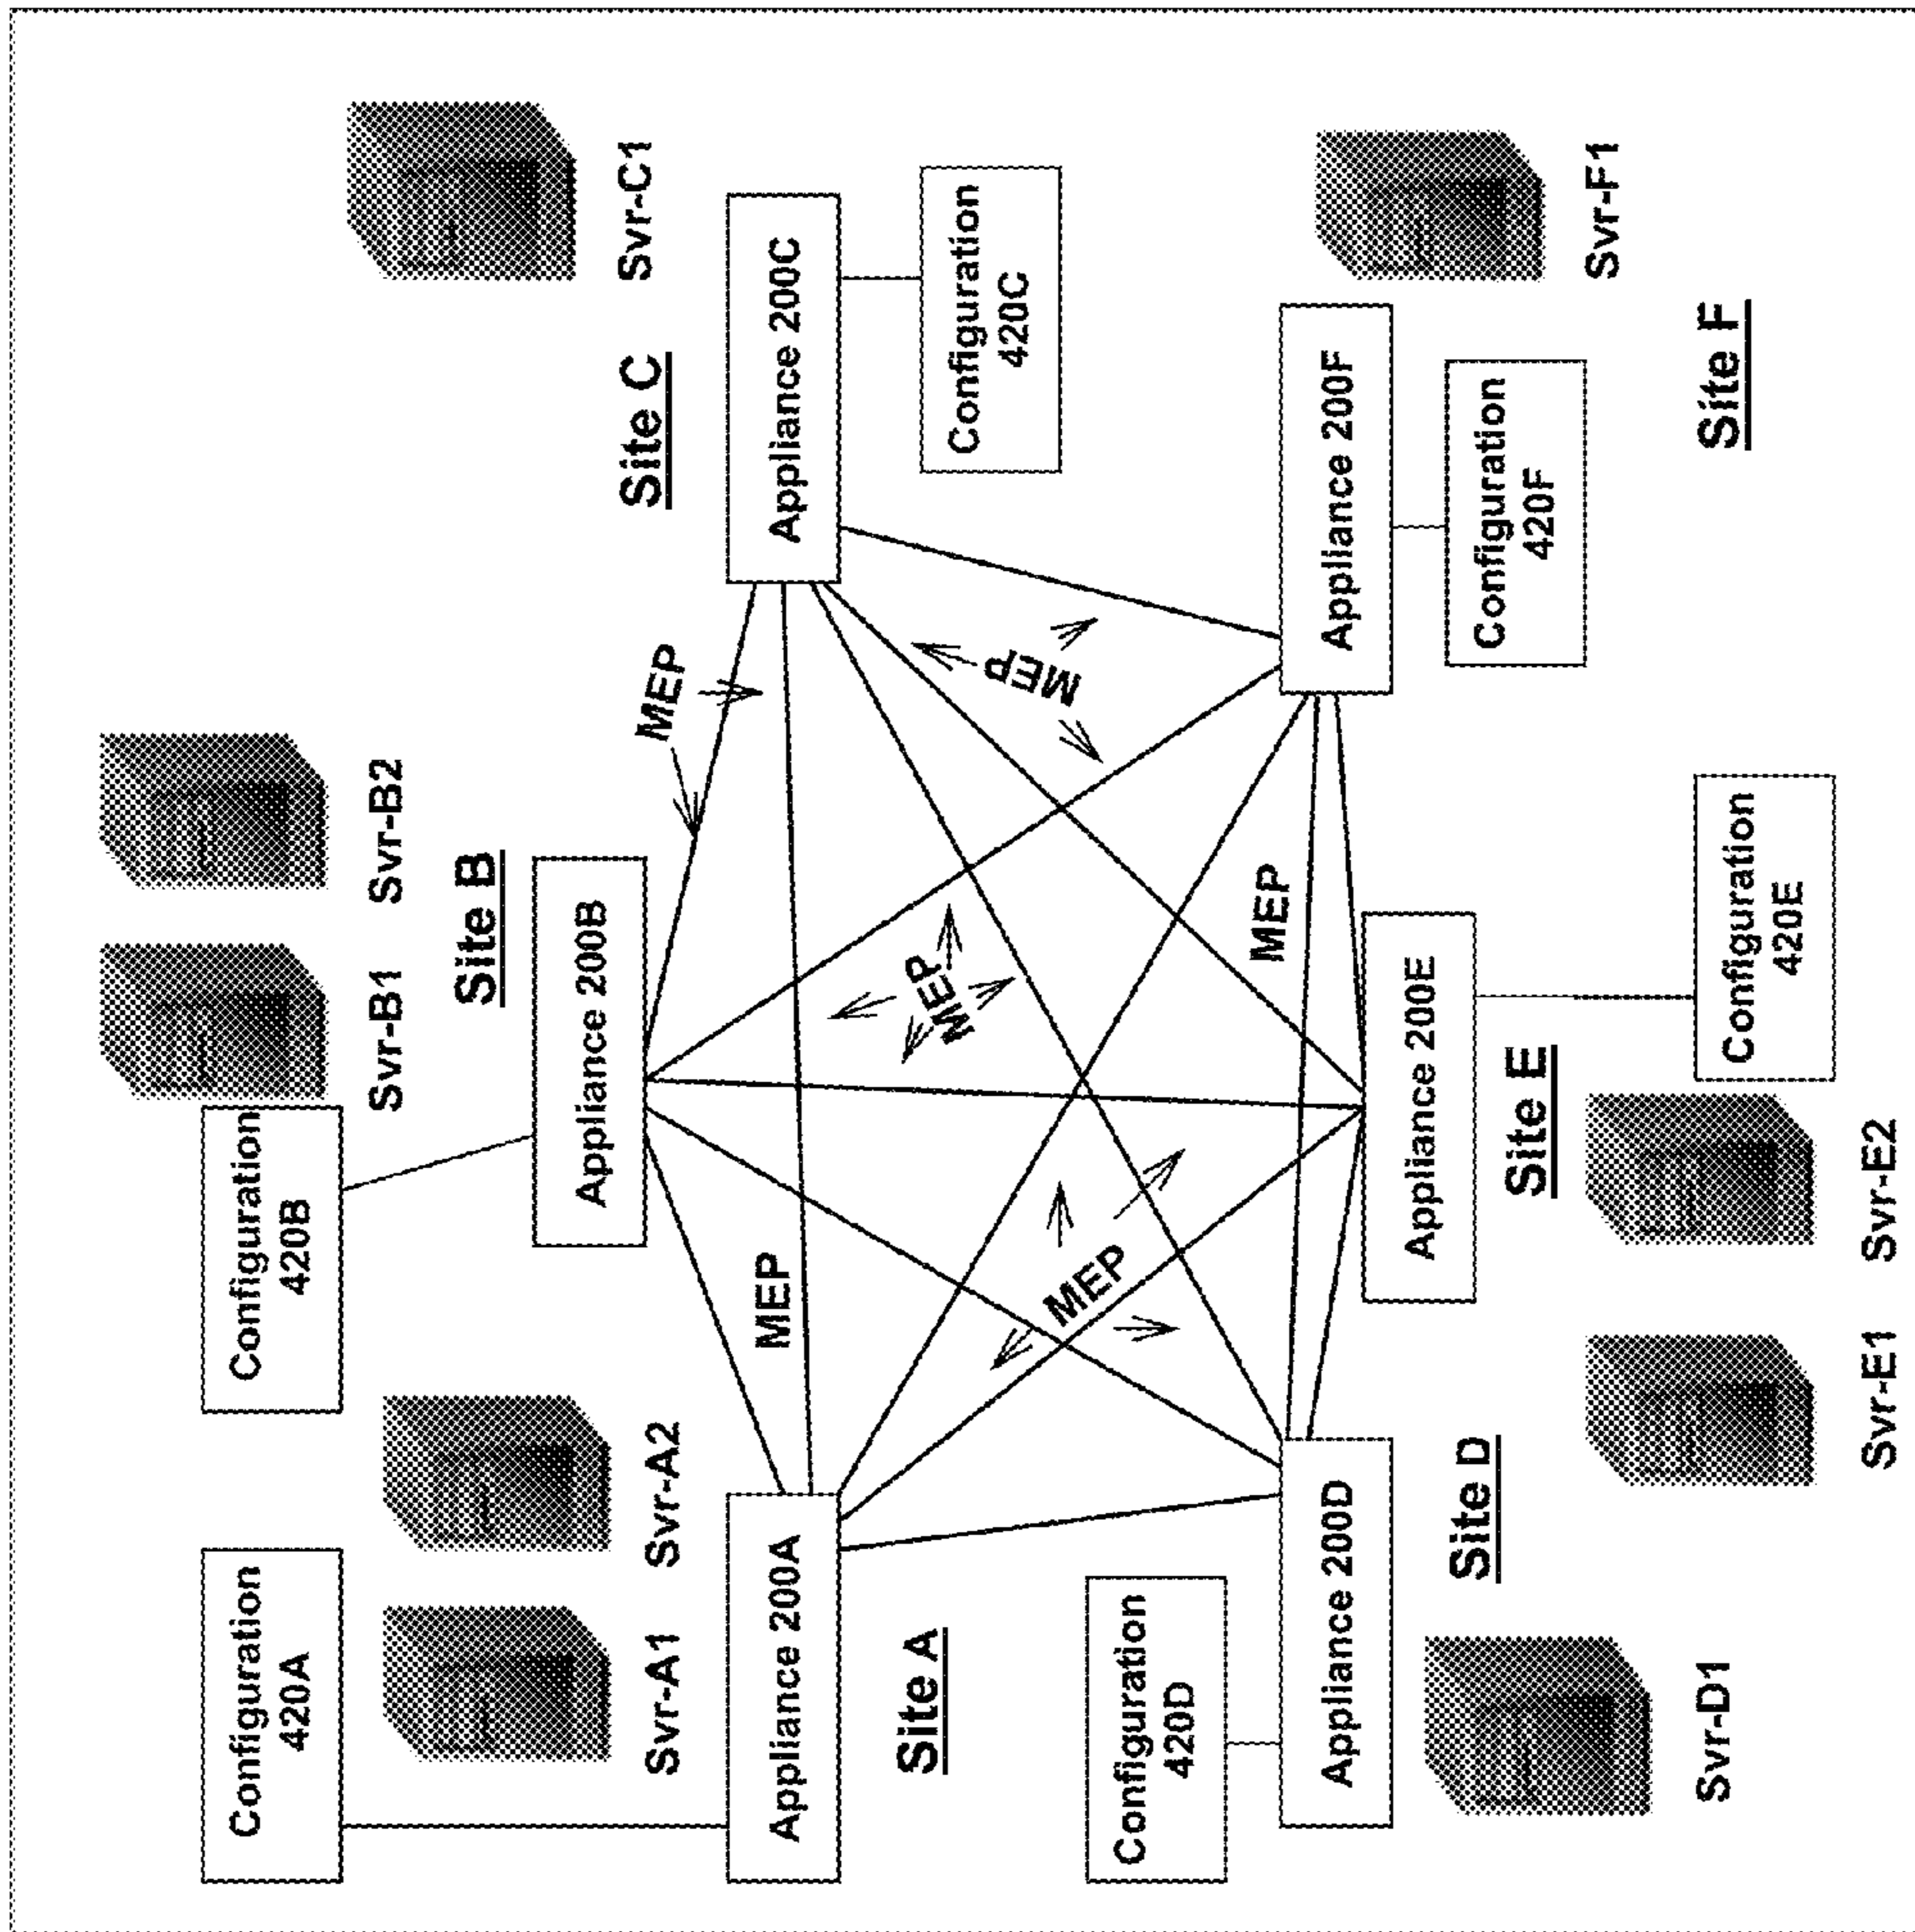 Configuration
420A
Configuration
420B
Svr-B1
Svr-B2
Svr-C1
Svr-A1
Svr-A2
Site B
Site C
Appliance 200B
MEP
Appliance 200A
MEP
Appliance 200C
Site A
MEP
MEP
Configuration
420C
MEP
MEP
Configuration
420D
MEP
Appliance 200D
Appliance 200E
Appliance 200F
Site D
Site E
Configuration
420F
Svr-F1
Svr-D1
Svr-E1
Svr-E2
Configuration
420E
Site F